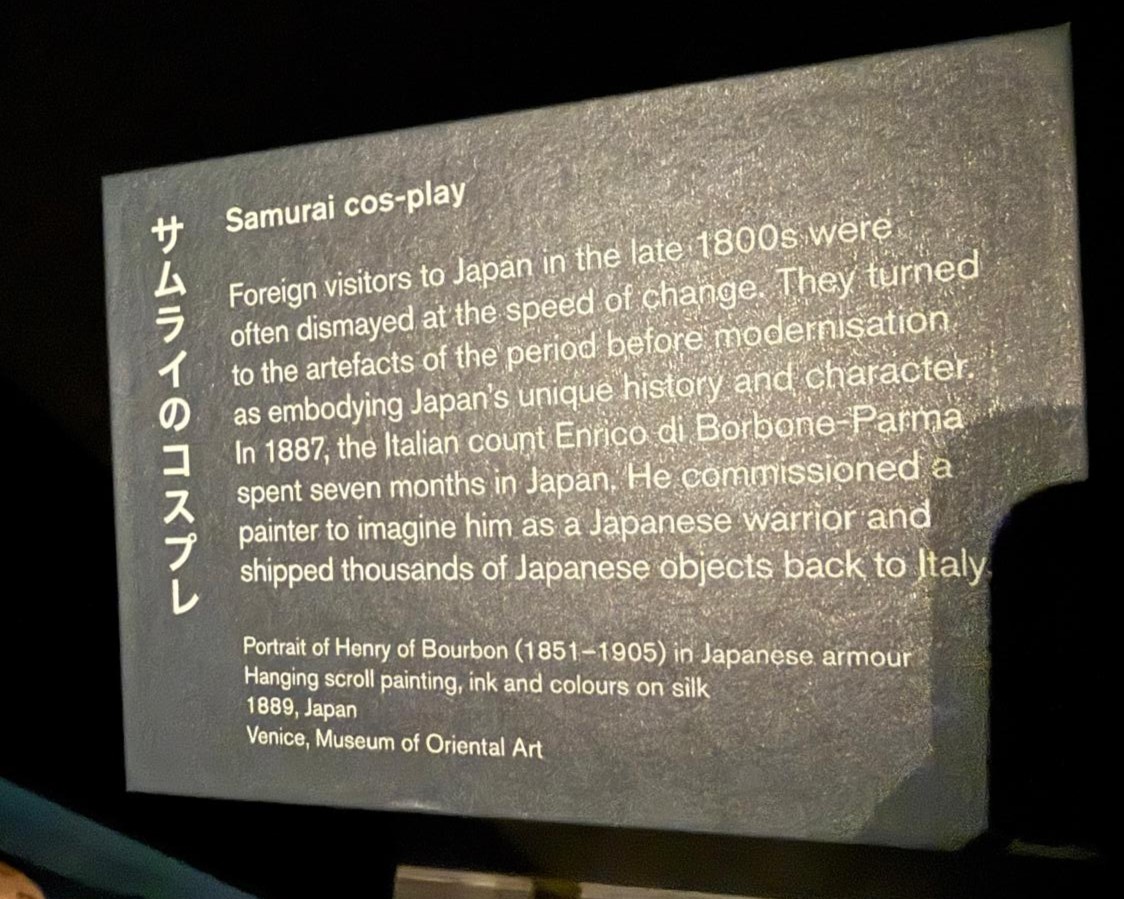 サムライのコスプレ
Samurai cos-play
Foreign visitors to Japan in the late 1800s were
often dismayed at the speed of change. They turned
to the artefacts of the period before modernisation
as embodying Japan's unique history and character.
In 1887, the Italian count Enrico di Borbone-Parma
spent seven months in Japan. He commissioned a
painter to imagine him as a Japanese warrior and
shipped thousands of Japanese objects back to Italy.
Portrait of Henry of Bourbon (1851–1905) in Japanese armour
Hanging scroll painting, ink and colours on silk
1889, Japan
Venice, Museum of Oriental Art